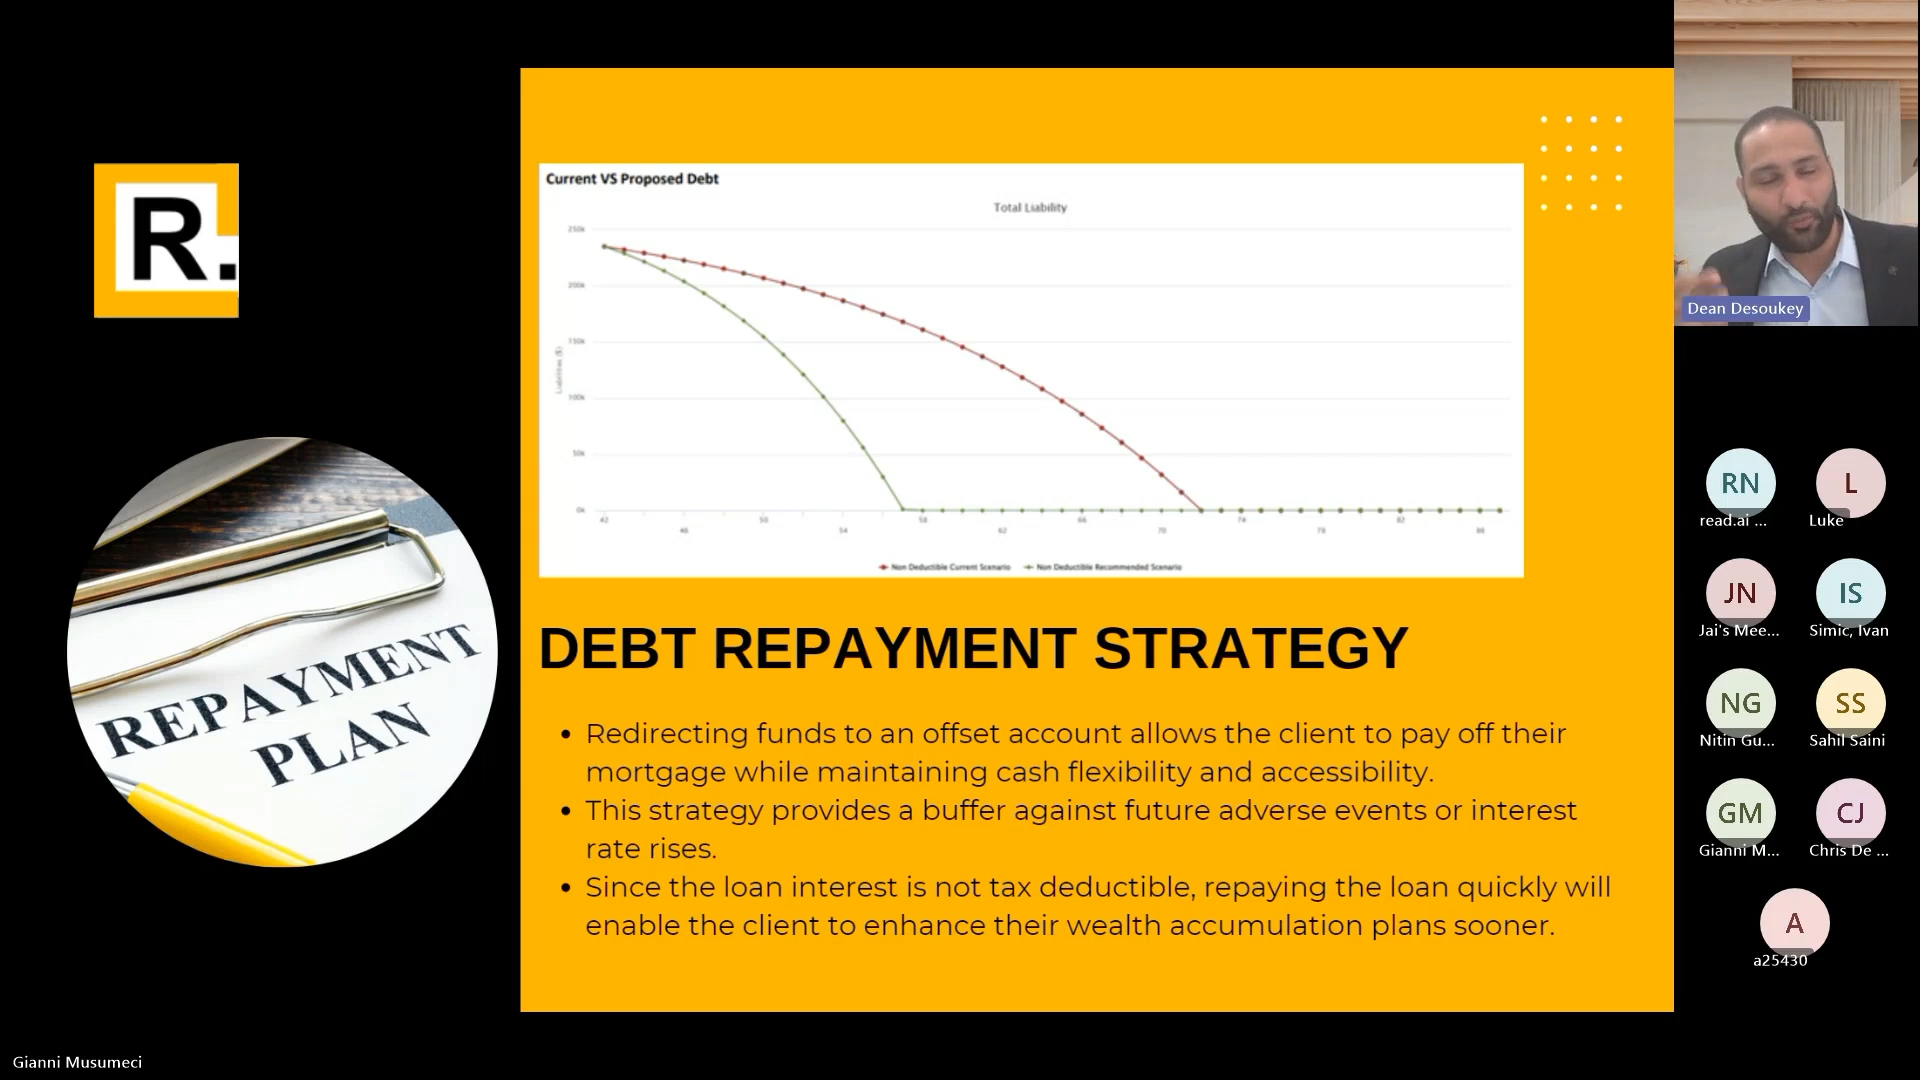 R.
Current VS Proposed Debt
Total Liability
Liabilities ($)
250k
200k
150k
100k
50k
0k
42
46
50
54
58
62
66
70
74
78
82
86
Non Deductible Current Scenario
Non Deductible Recommended Scenario
REPAYMENT
PLAN
DEBT REPAYMENT STRATEGY
• Redirecting funds to an offset account allows the client to pay off their
mortgage while maintaining cash flexibility and accessibility.
• This strategy provides a buffer against future adverse events or interest
rate rises.
• Since the loan interest is not tax deductible, repaying the loan quickly will
enable the client to enhance their wealth accumulation plans sooner.
Dean Desoukey
RN
read.ai ...
L
Luke
JN
Jai's Mee...
IS
Simic, Ivan
NG
Nitin Gu...
SS
Sahil Saini
GM
Gianni M...
CJ
Chris De ...
A
a25430
Gianni Musumeci